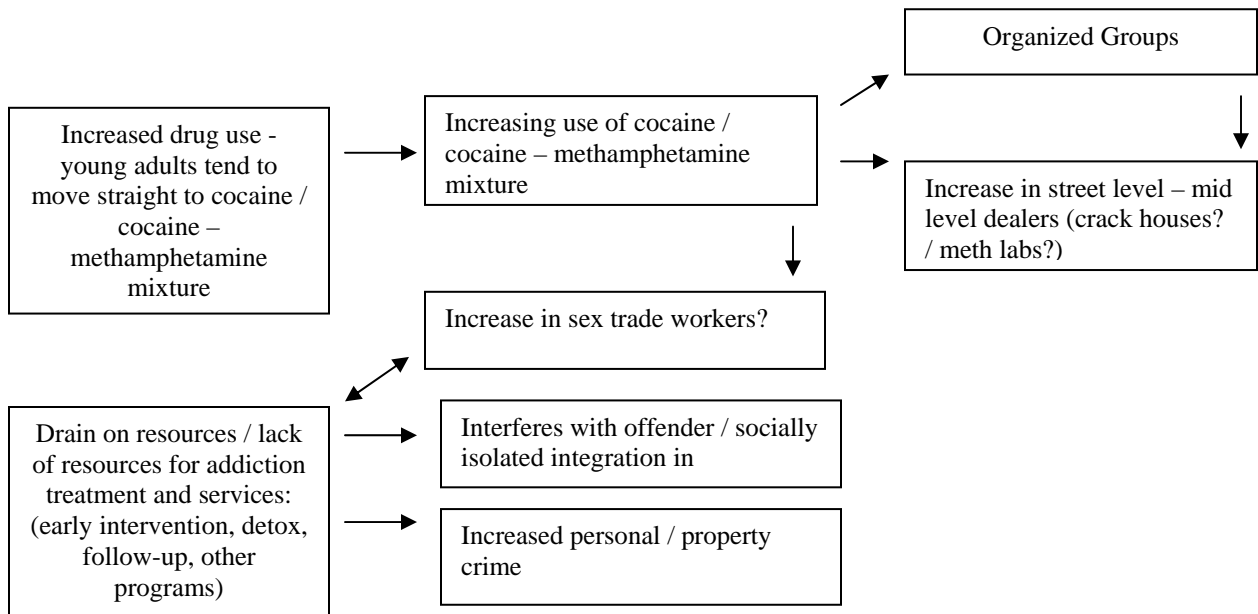 Organized Groups
Increased drug use -
young adults tend to
move straight to cocaine /
cocaine –
methamphetamine
mixture
Increasing use of cocaine /
cocaine – methamphetamine
mixture
Increase in street level – mid
level dealers (crack houses?
/ meth labs?)
Increase in sex trade workers?
Drain on resources / lack
of resources for addiction
treatment and services:
(early intervention, detox,
follow-up, other
programs)
Interferes with offender / socially
isolated integration in
Increased personal / property
crime